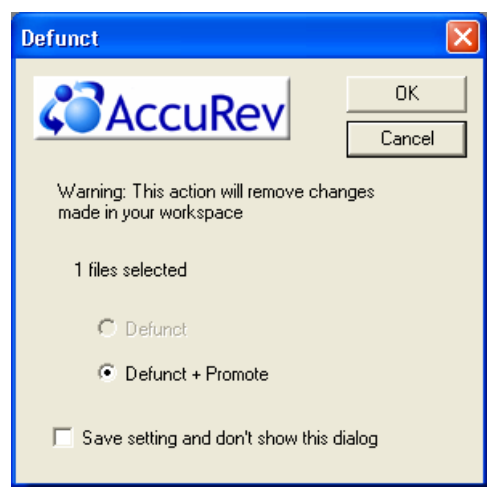 Defunct
AccuRev
OK
Cancel
Warning: This action will remove changes
made in your workspace
1 files selected
Defunct
Defunct + Promote
Save setting and don't show this dialog